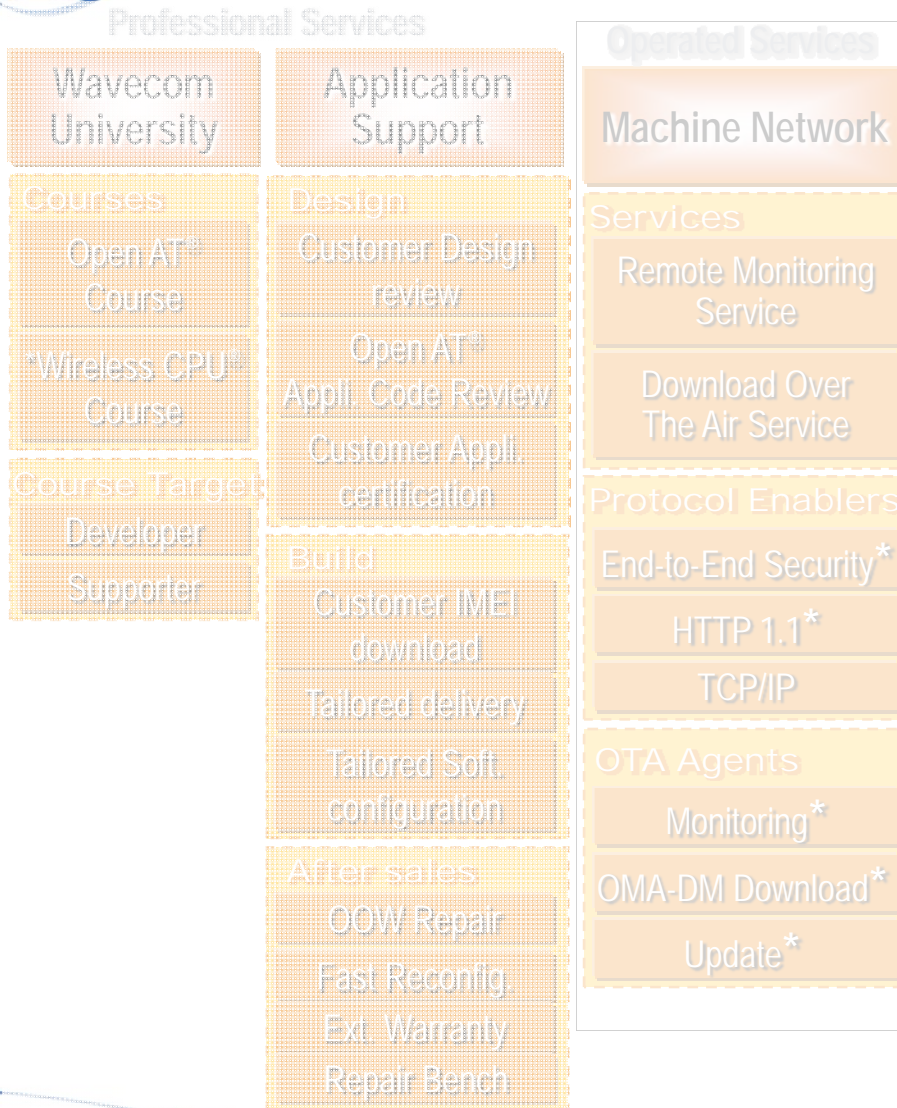 Professional Services
Wavecom
University
Courses
Open AT®
Course
*Wireless CPU®
Course
Course Target
Developer
Supporter
Application
Support
Design
Customer Design
review
Open AT®
Appli. Code Review
Customer Appli.
certification
Build
Customer IMEI
download
Tailored delivery
Tailored Soft.
configuration
After sales
OOW Repair
Fast Reconfig.
Ext. Warranty
Repair Bench
Operated Services
Machine Network
Services
Remote Monitoring
Service
Download Over
The Air Service
Protocol Enablers
End-to-End Security*
HTTP 1.1*
TCP/IP
OTA Agents
Monitoring*
OMA-DM Download*
Update*